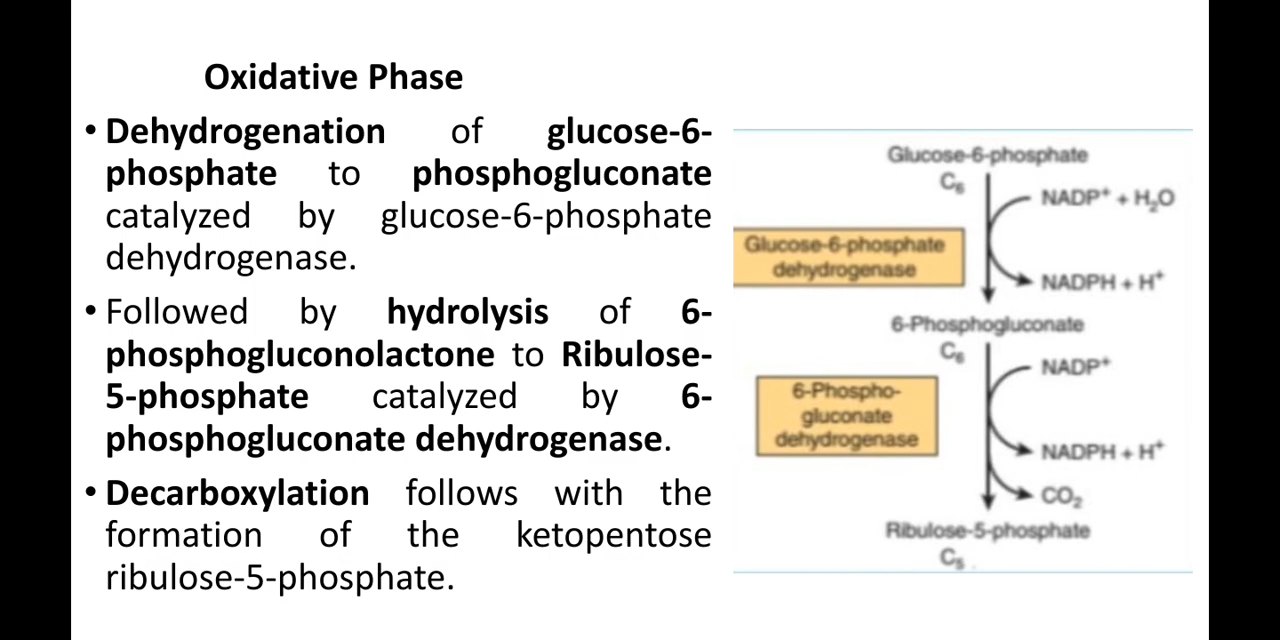 Oxidative Phase
• Dehydrogenation of glucose-6-
phosphate to phosphogluconate
catalyzed by glucose-6-phosphate
dehydrogenase.
• Followed by hydrolysis of 6-
phosphogluconolactone to Ribulose-
5-phosphate catalyzed by 6-
phosphogluconate dehydrogenase.
• Decarboxylation follows with the
formation of the ketopentose
ribulose-5-phosphate.
Glucose-6-phosphate
C₆
NADP⁺ + H₂O
Glucose-6-phosphate
dehydrogenase
NADPH + H⁺
6-Phosphogluconate
C₆
NADP⁺
6-Phospho-
gluconate
dehydrogenase
NADPH + H⁺
CO₂
Ribulose-5-phosphate
C₅